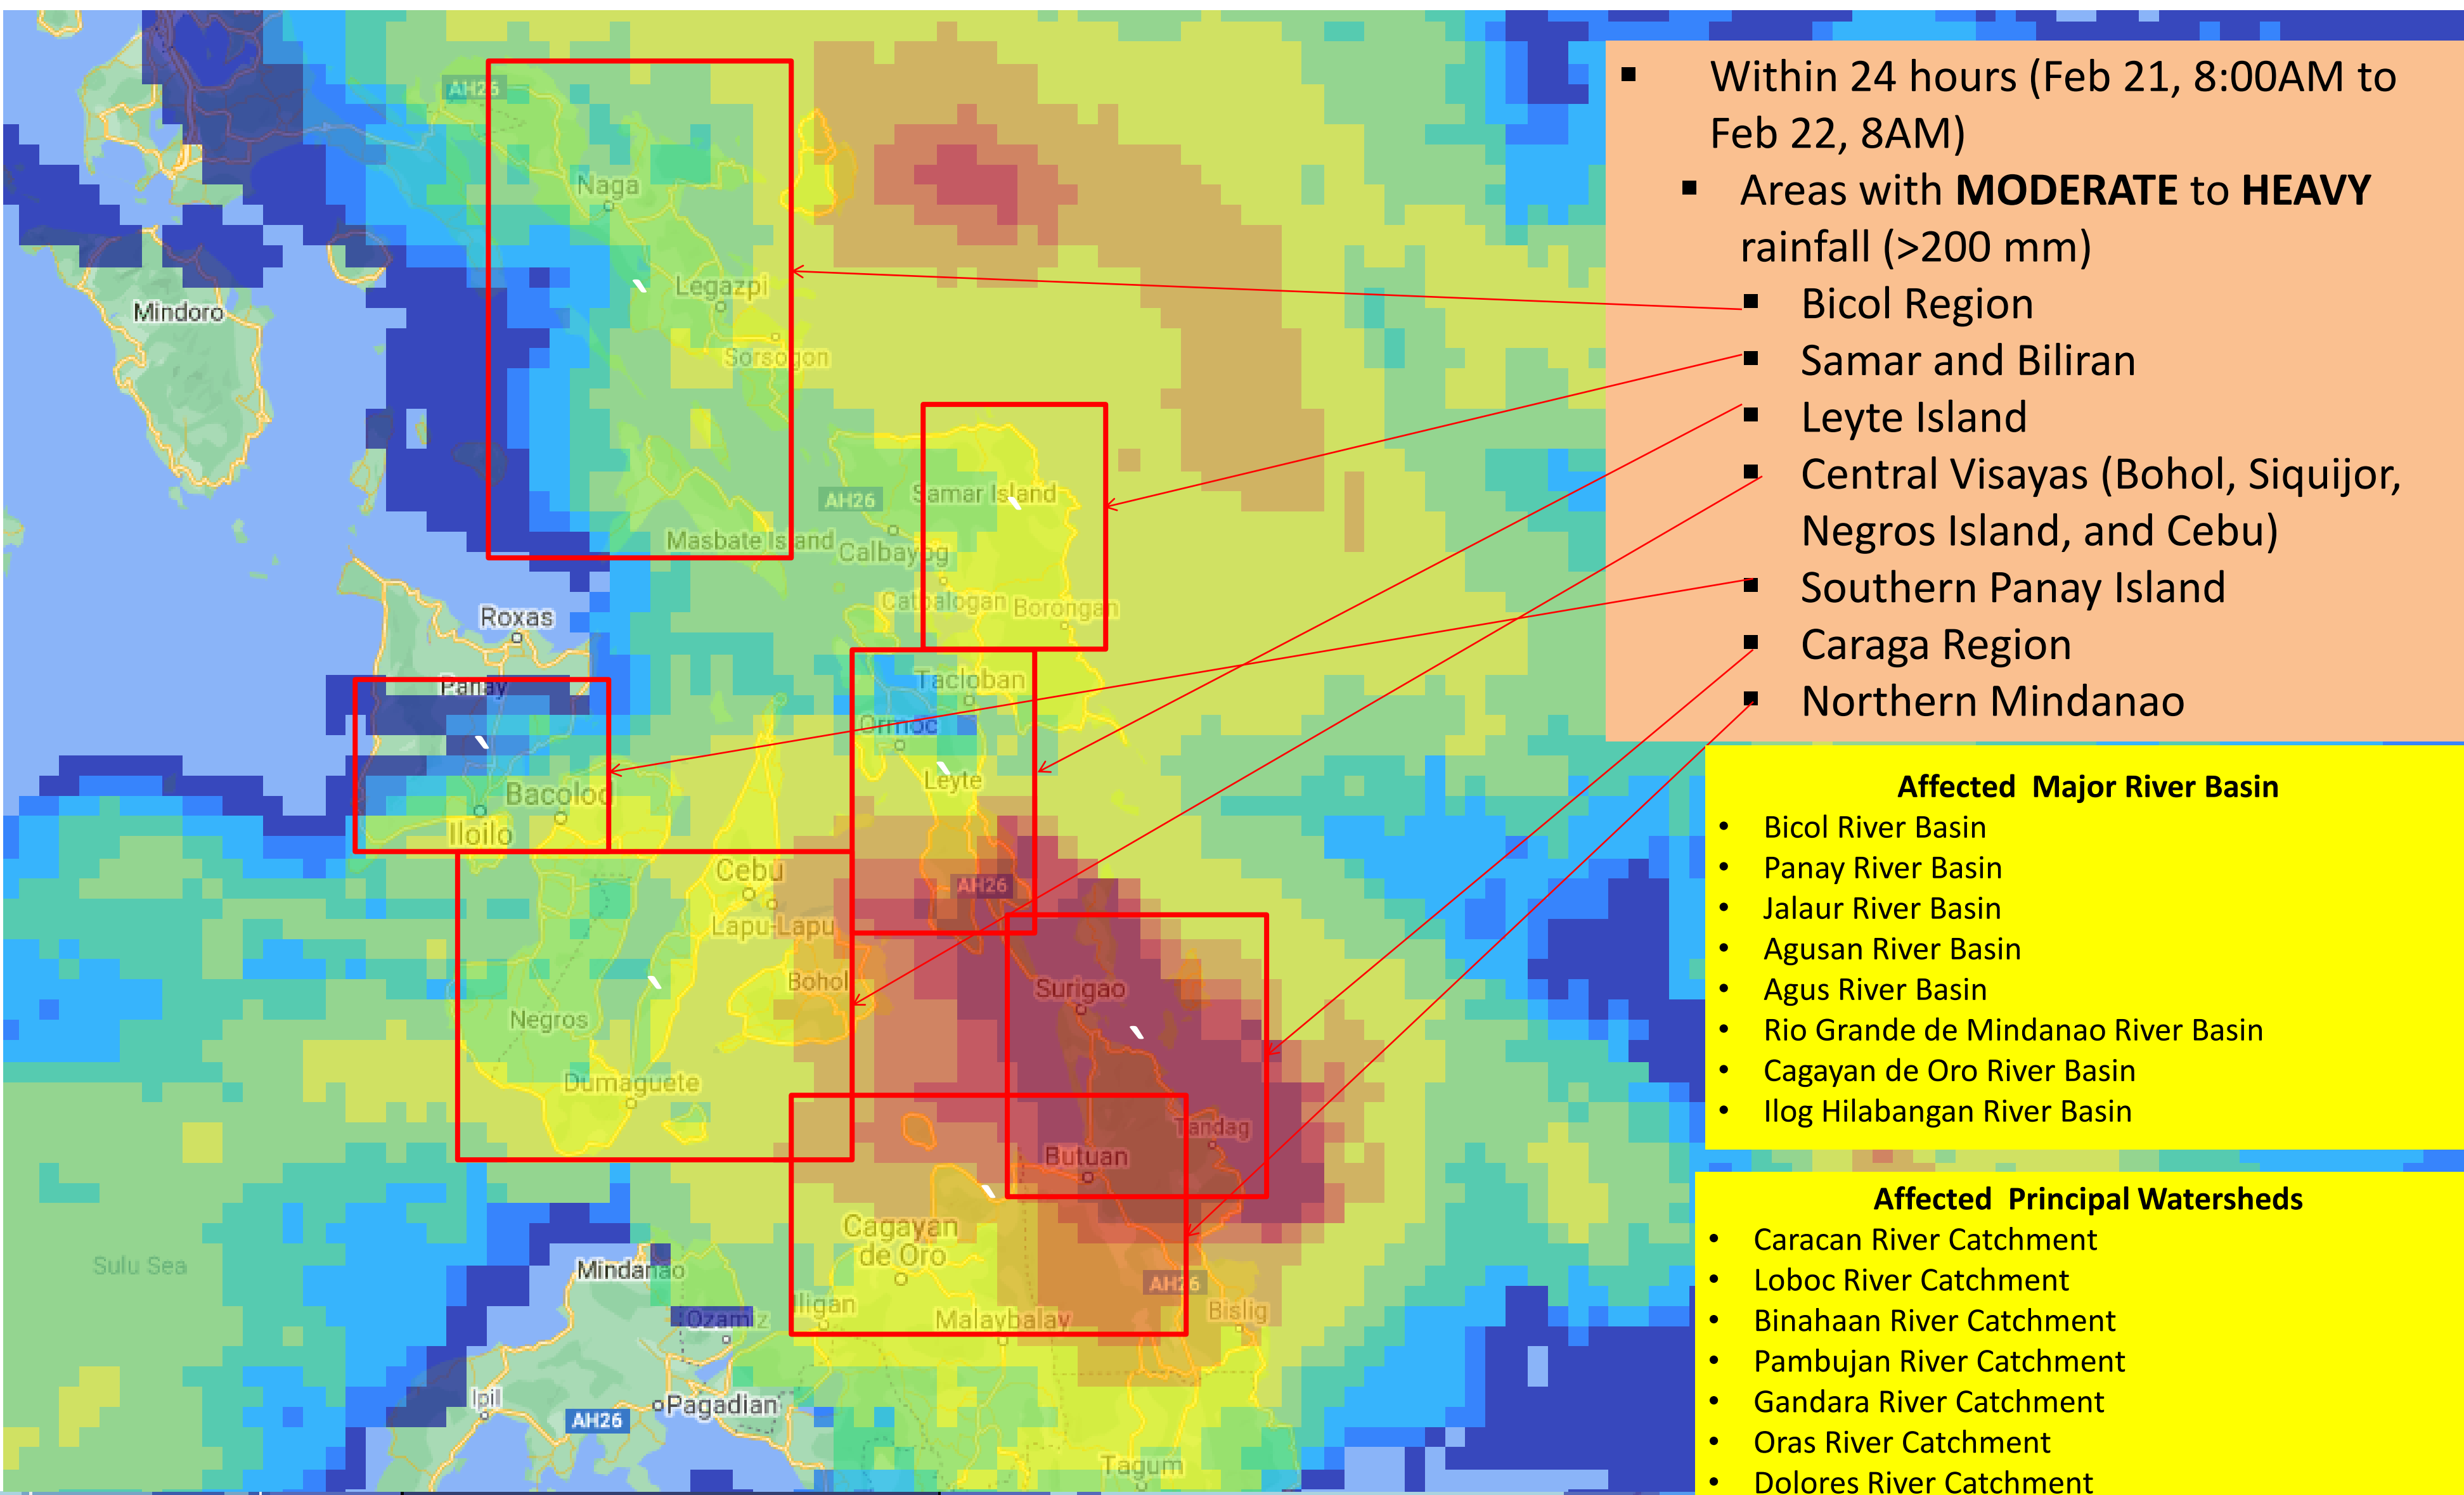 ▪ Within 24 hours (Feb 21, 8:00AM to
Feb 22, 8AM)
▪ Areas with MODERATE to HEAVY
rainfall (>200 mm)
▪ Bicol Region
▪ Samar and Biliran
▪ Leyte Island
▪ Central Visayas (Bohol, Siquijor,
Negros Island, and Cebu)
▪ Southern Panay Island
▪ Caraga Region
▪ Northern Mindanao
Affected Major River Basin
• Bicol River Basin
• Panay River Basin
• Jalaur River Basin
• Agusan River Basin
• Agus River Basin
• Rio Grande de Mindanao River Basin
• Cagayan de Oro River Basin
• Ilog Hilabangan River Basin
Affected Principal Watersheds
• Caracan River Catchment
• Loboc River Catchment
• Binahaan River Catchment
• Pambujan River Catchment
• Gandara River Catchment
• Oras River Catchment
• Dolores River Catchment
AH26
Naga
Legazpi
Mindoro
Sorsogon
Samar Island
AH26
Masbate Island
Calbayog
Catbalogan
Borongan
Roxas
Panay
Tacloban
Ormoc
Leyte
Bacolod
Iloilo
Cebu
AH26
Lapu-Lapu
Bohol
Surigao
Negros
Dumaguete
Tandag
Butuan
Cagayan
de Oro
Sulu Sea
Mindanao
AH26
Iligan
Ozamiz
Malaybalay
Bislig
Ipil
Pagadian
AH26
Tagum